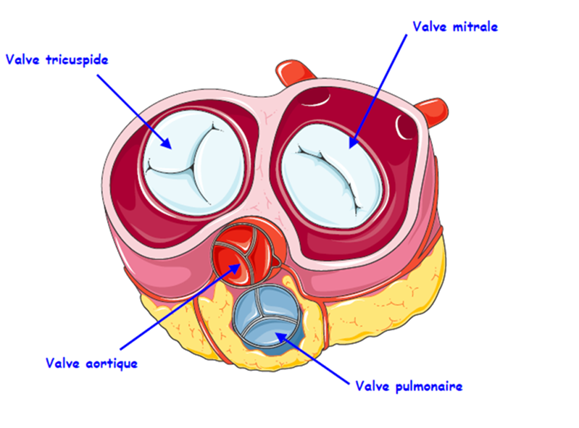 Valve mitrale
Valve tricuspide
Valve aortique
Valve pulmonaire